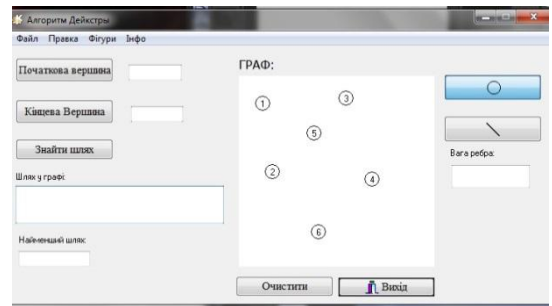 Алгоритм Дейкстры
Файл Правка Фігури Інфо
Початкова вершина
Кінцева Вершина
Знайти шлях
Шлях у графі:
Найменший шлях:
ГРАФ:
1
3
5
2
4
6
Очистити
Вихід
Вага ребра: